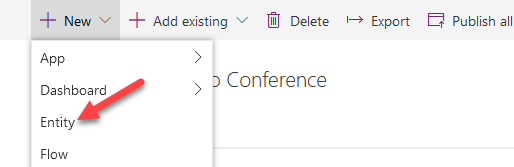 New Add existing Delete Export Publish all
App
Conference
Dashboard
Entity
Flow